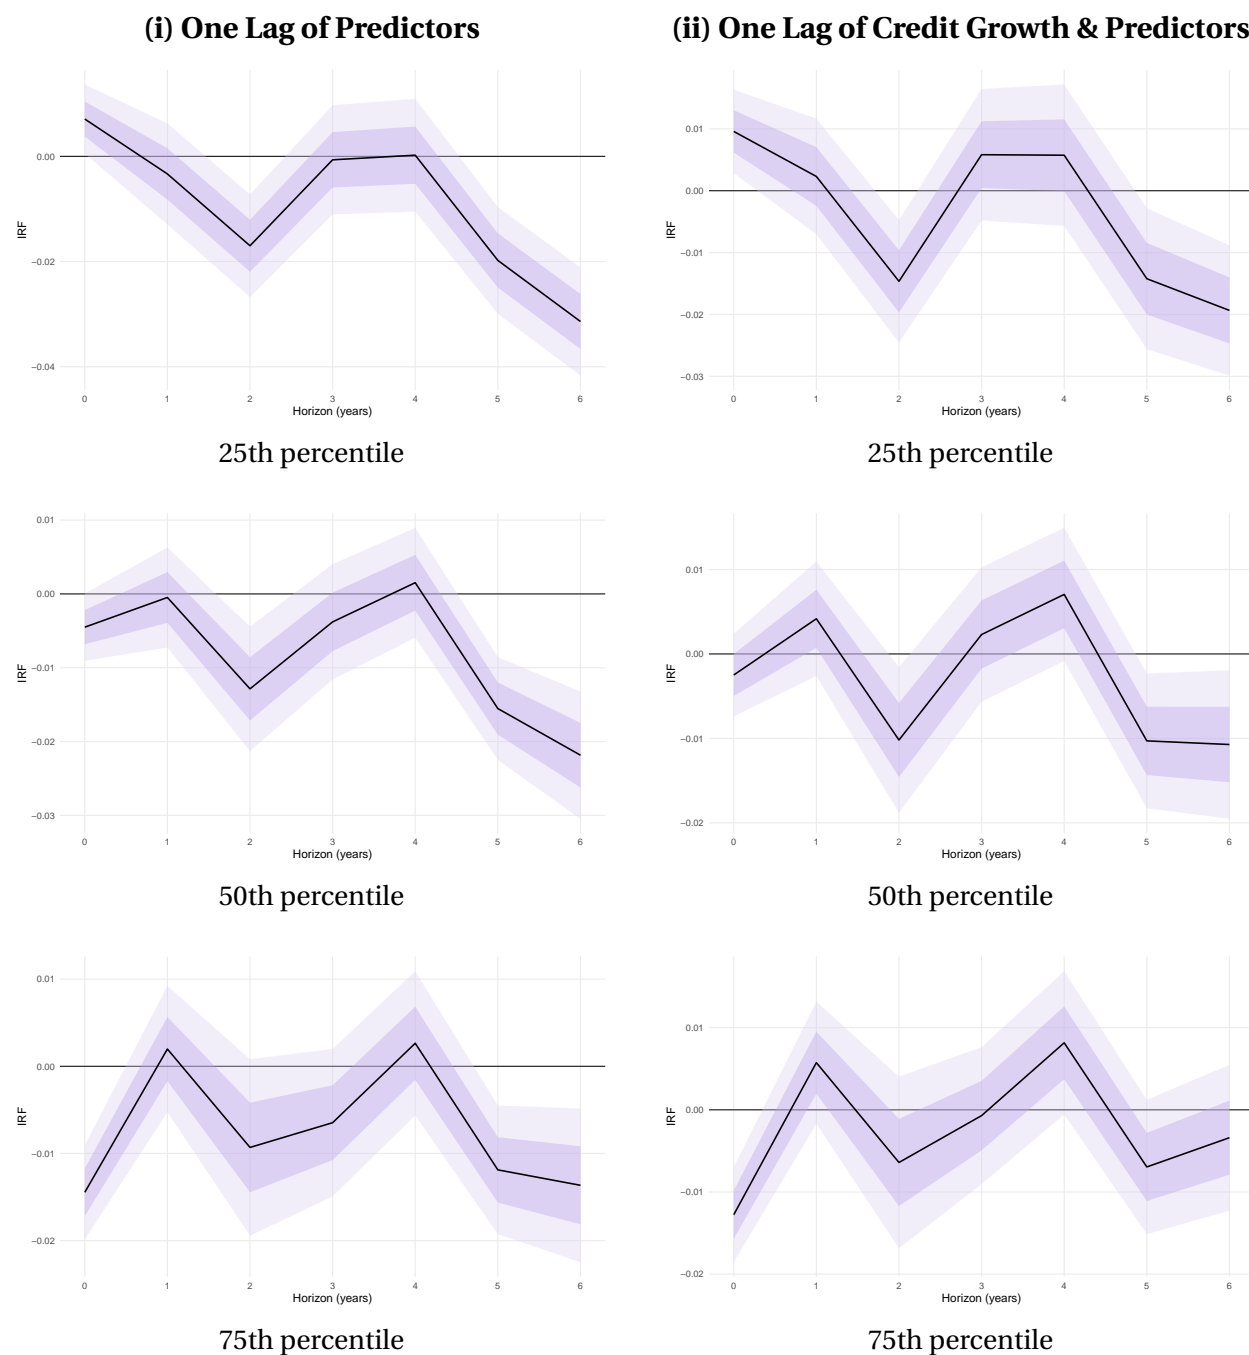 (i) One Lag of Predictors
(ii) One Lag of Credit Growth & Predictors
0.00
−0.02
−0.04
IRF
0 1 2 3 4 5 6
Horizon (years)
25th percentile
0.01
0.00
−0.01
−0.02
−0.03
IRF
0 1 2 3 4 5 6
Horizon (years)
25th percentile
0.01
0.00
−0.01
−0.02
−0.03
IRF
0 1 2 3 4 5 6
Horizon (years)
50th percentile
0.01
0.00
−0.01
−0.02
IRF
0 1 2 3 4 5 6
Horizon (years)
50th percentile
0.01
0.00
−0.01
−0.02
IRF
0 1 2 3 4 5 6
Horizon (years)
75th percentile
0.01
0.00
−0.01
−0.02
IRF
0 1 2 3 4 5 6
Horizon (years)
75th percentile